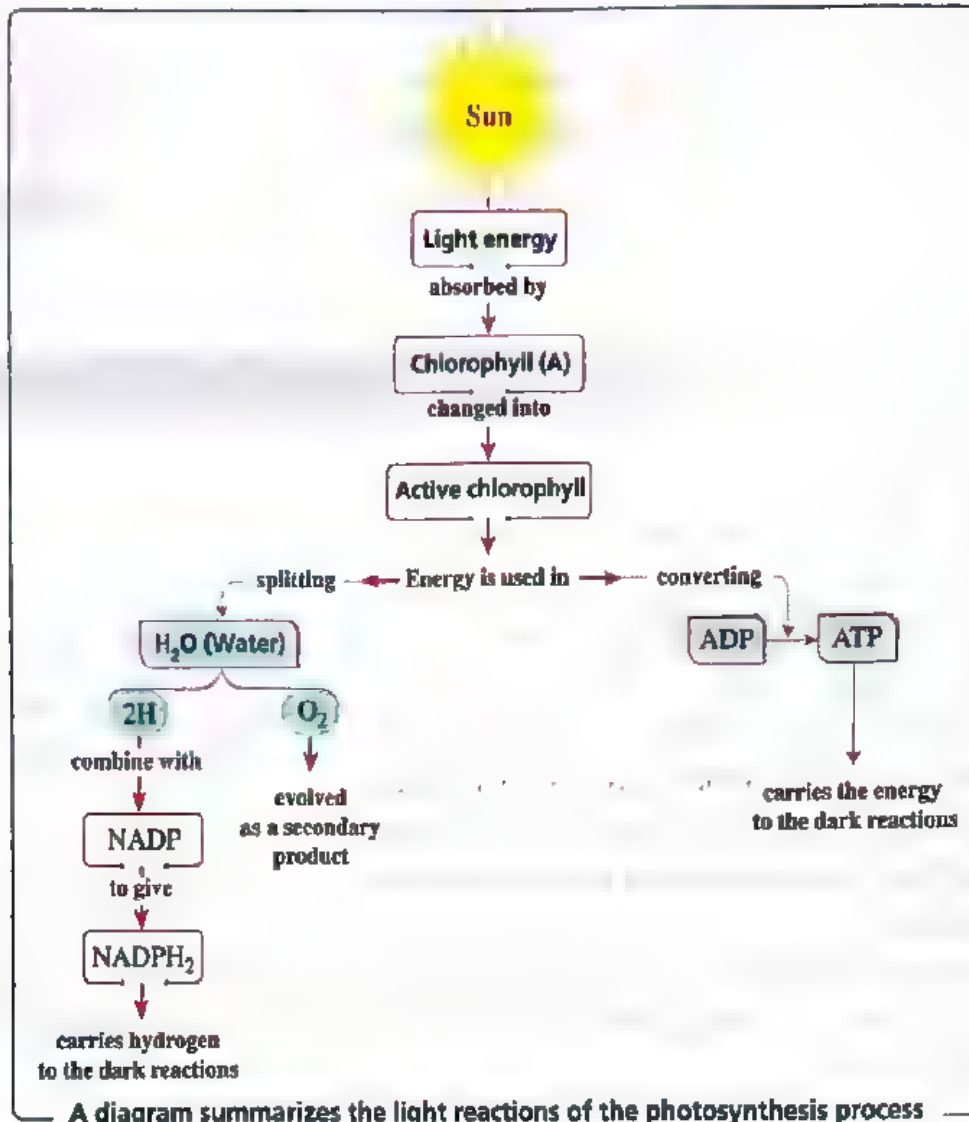 Sun
Light energy
absorbed by
Chlorophyll (A)
changed into
Active chlorophyll
splitting
Energy is used in
converting
H₂O (Water)
ADP
ATP
2H
O₂
combine with
evolved
as a secondary
product
carries the energy
to the dark reactions
NADP
to give
NADPH₂
carries hydrogen
to the dark reactions
A diagram summarizes the light reactions of the photosynthesis process